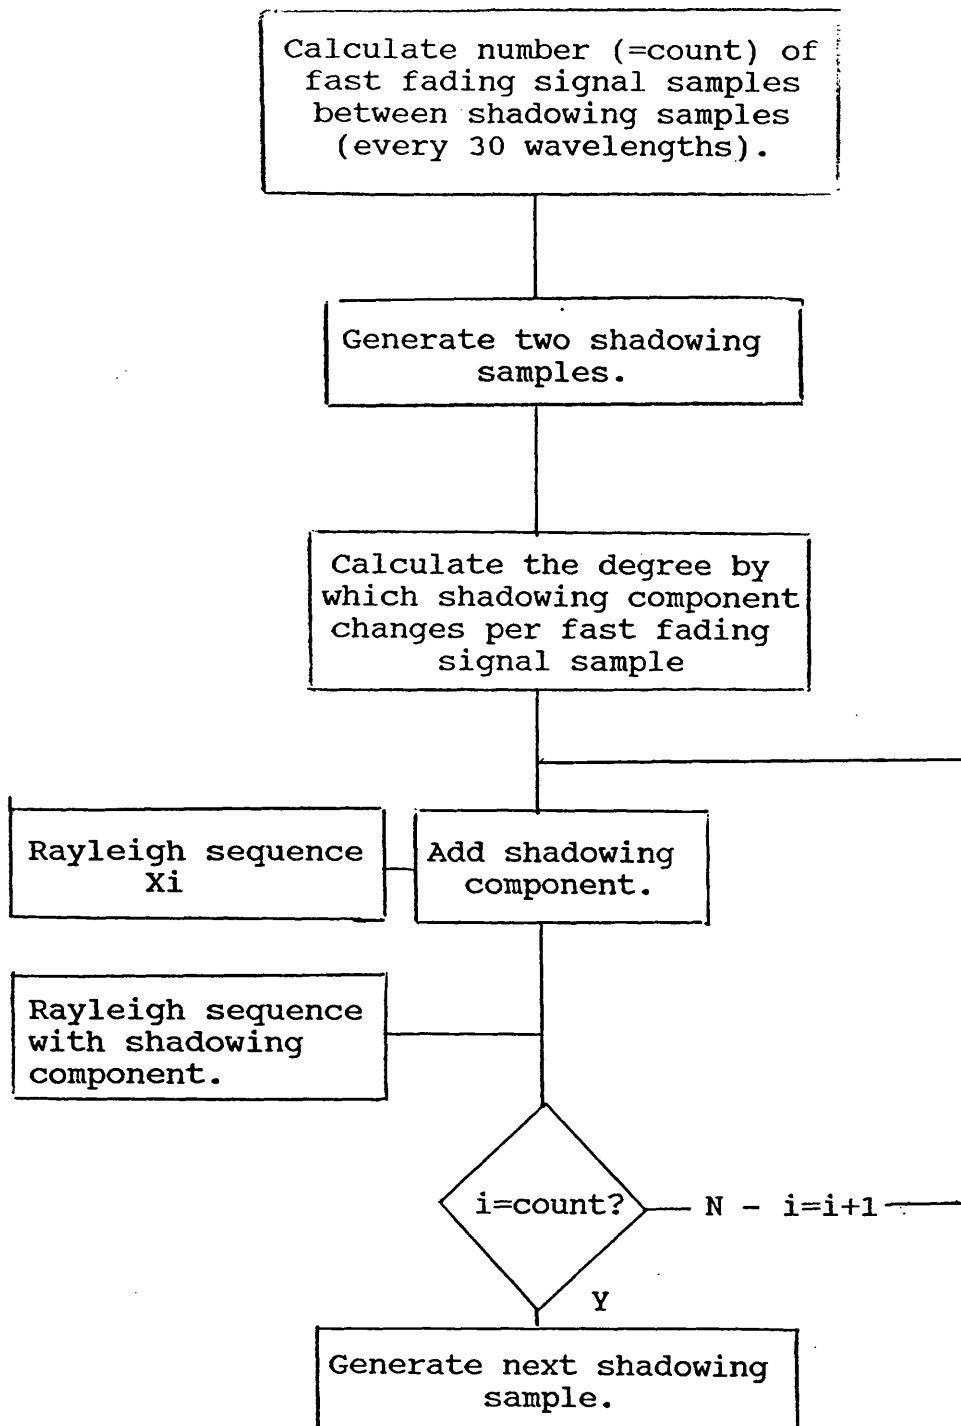 Calculate number (=count) of
fast fading signal samples
between shadowing samples
(every 30 wavelengths).
Generate two shadowing
samples.
Calculate the degree by
which shadowing component
changes per fast fading
signal sample
Rayleigh sequence
Xi
Add shadowing
component.
Rayleigh sequence
with shadowing
component.
i=count?
N - i=i+1
Y
Generate next shadowing
sample.